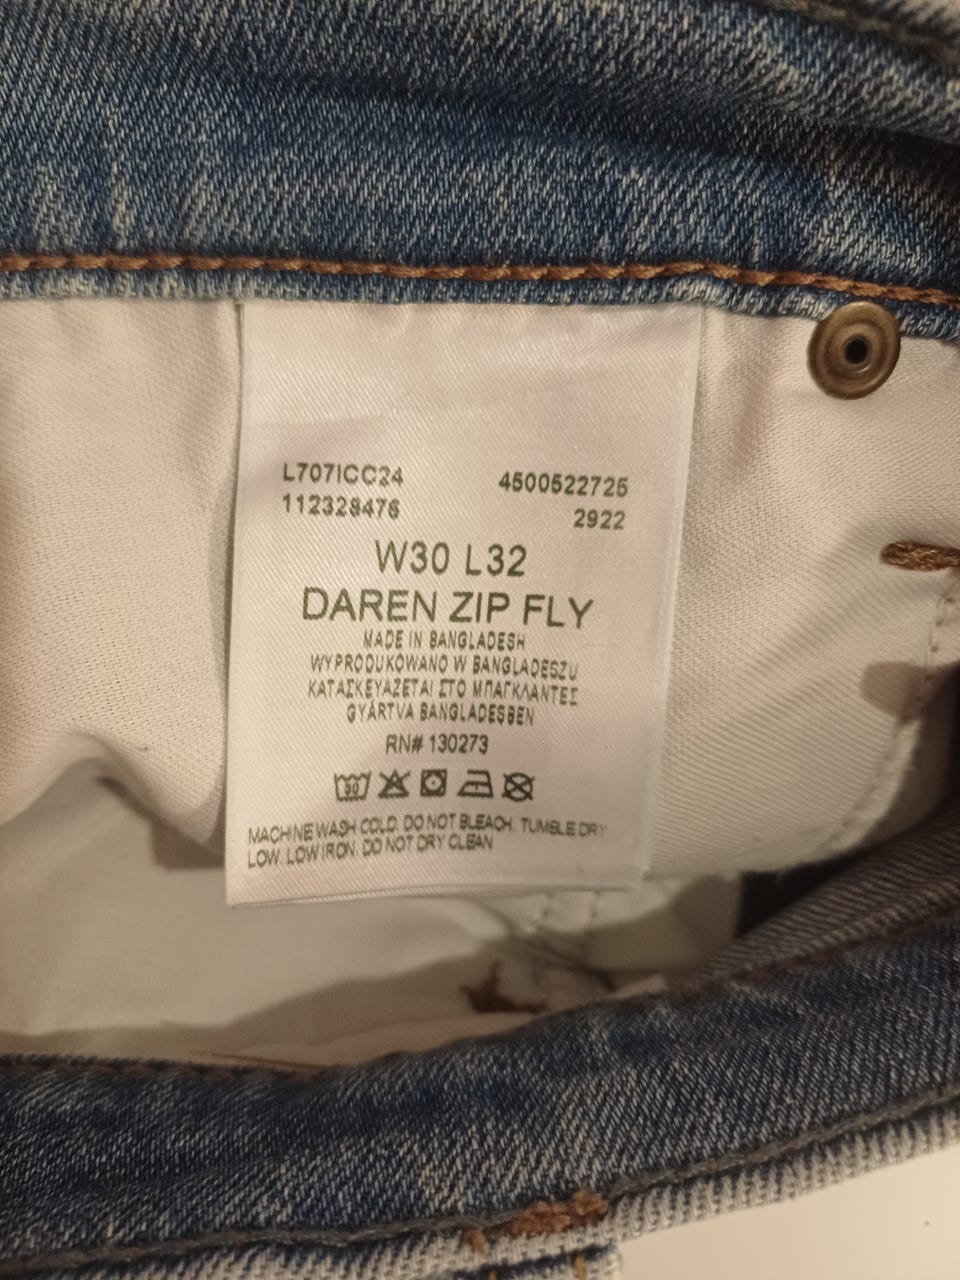 L707ICC24 4500522725
112328476 2922
W30 L32
DAREN ZIP FLY
MADE IN BANGLADESH
WYPRODUKOWANO W BANGLADESZU
ΚΑΤΑΣΚΕΥΑΖΕΤΑΙ ΣΤΟ ΜΠΑΓΚΛΑΝΤΕΣ
GYÁRTVA BANGLADESBEN
RN# 130273
30
MACHINE WASH COLD. DO NOT BLEACH. TUMBLE DRY
LOW. LOW IRON. DO NOT DRY CLEAN